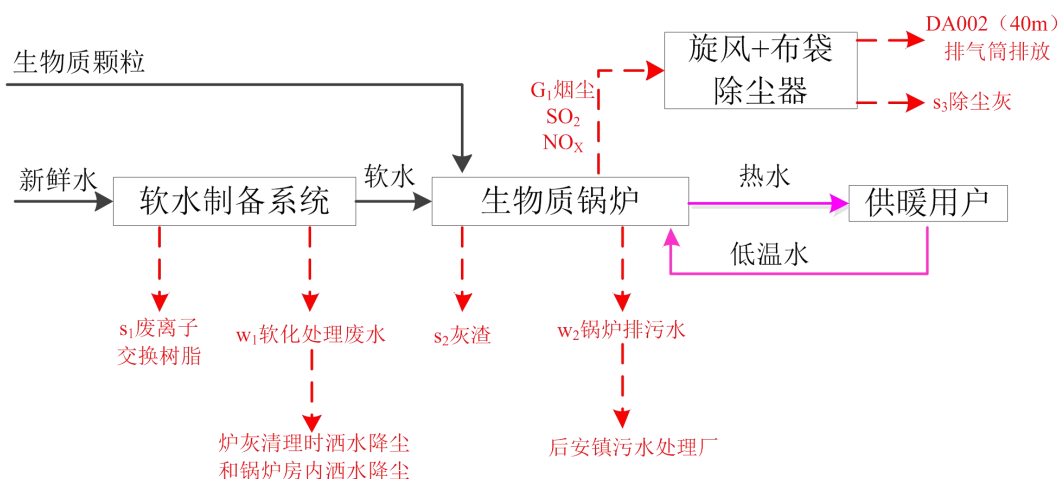 生物质颗粒
旋风+布袋
除尘器
DA002（40m）
排气筒排放
s₃除尘灰
G₁烟尘
SO₂
NOₓ
新鲜水
软水制备系统
软水
生物质锅炉
热水
供暖用户
低温水
s₁废离子
交换树脂
w₁软化处理废水
s₂灰渣
w₂锅炉排污水
炉灰清理时洒水降尘
和锅炉房内洒水降尘
后安镇污水处理厂